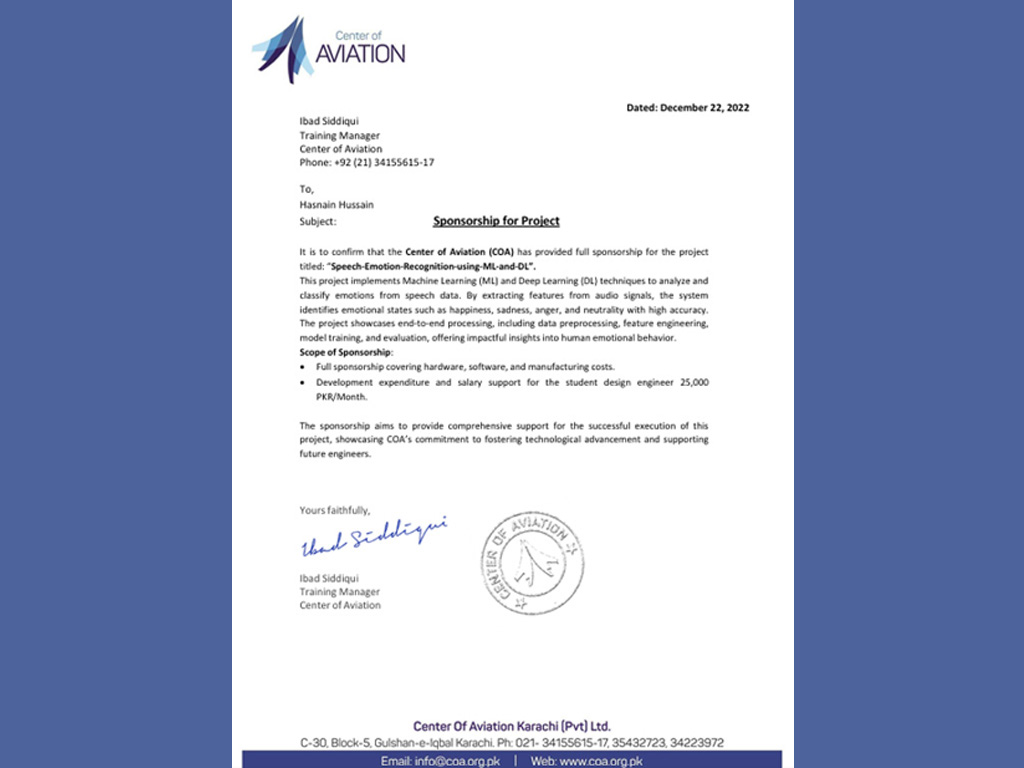 Center of
AVIATION
Dated: December 22, 2022
Ibad Siddiqui
Training Manager
Center of Aviation
Phone: +92 (21) 34155615-17
To,
Hasnain Hussain
Subject: Sponsorship for Project
It is to confirm that the Center of Aviation (COA) has provided full sponsorship for the project
titled: “Speech-Emotion-Recognition-using-ML-and-DL”.
This project implements Machine Learning (ML) and Deep Learning (DL) techniques to analyze and
classify emotions from speech data. By extracting features from audio signals, the system
identifies emotional states such as happiness, sadness, anger, and neutrality with high accuracy.
The project showcases end-to-end processing, including data preprocessing, feature engineering,
model training, and evaluation, offering impactful insights into human emotional behavior.
Scope of Sponsorship:
• Full sponsorship covering hardware, software, and manufacturing costs.
• Development expenditure and salary support for the student design engineer 25,000
PKR/Month.
The sponsorship aims to provide comprehensive support for the successful execution of this
project, showcasing COA’s commitment to fostering technological advancement and supporting
future engineers.
Yours faithfully,
Ibad Siddiqui
CENTER OF AVIATION
Ibad Siddiqui
Training Manager
Center of Aviation
Center Of Aviation Karachi (Pvt) Ltd.
C-30, Block-5, Gulshan-e-Iqbal Karachi. Ph: 021- 34155615-17, 35432723, 34223972
Email: info@coa.org.pk | Web: www.coa.org.pk